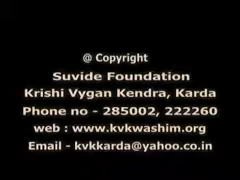 @ Copyright
Suvide Foundation
Krishi Vygan Kendra, Karda
Phone no - 285002, 222260
web : www.kvkwashim.org
Email - kvkkarda@yahoo.co.in